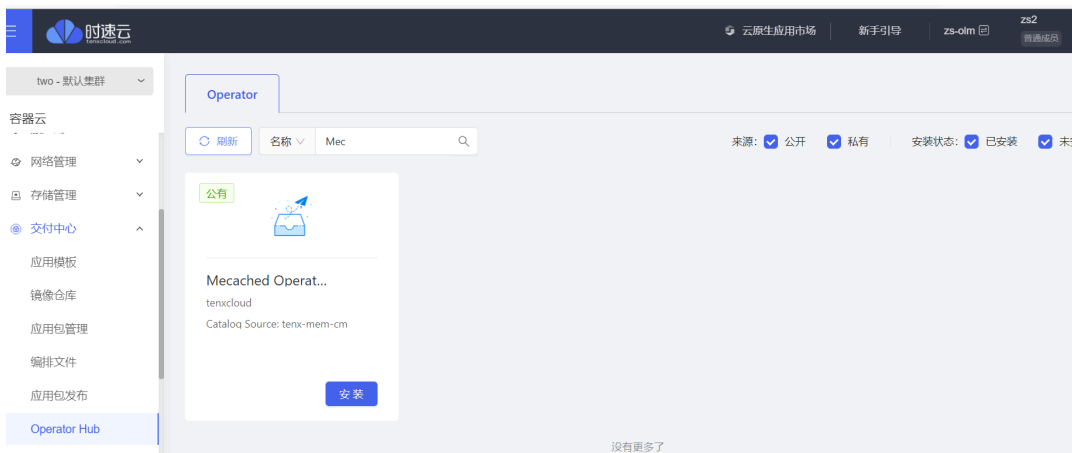 时速云
tenxcloud.com
云原生应用市场
新手引导
zs-olm
zs2
普通成员
two - 默认集群
容器云
网络管理
存储管理
交付中心
应用模板
镜像仓库
应用包管理
编排文件
应用包发布
Operator Hub
Operator
刷新
名称
Mec
来源: 公开 私有
安装状态: 已安装
公有
Mecached Operat...
tenxcloud
Catalog Source: tenx-mem-cm
安 装
没有更多了